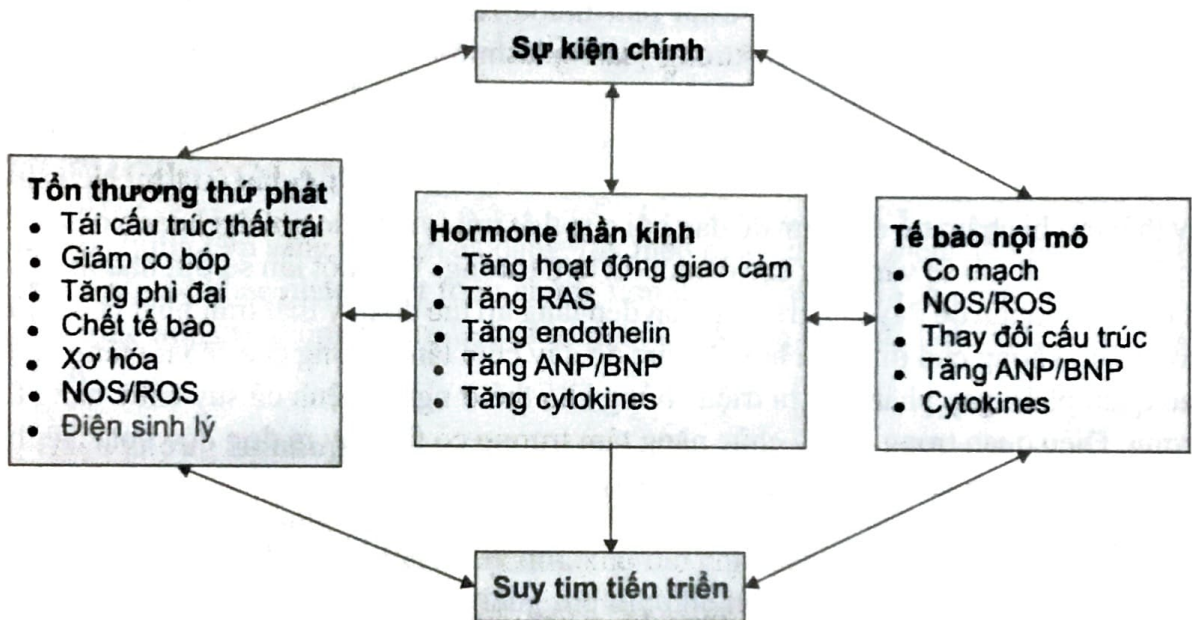 Sự kiện chính
Tổn thương thứ phát
• Tái cấu trúc thất trái
• Giảm co bóp
• Tăng phì đại
• Chết tế bào
• Xơ hóa
• NOS/ROS
• Điện sinh lý
Hormone thần kinh
• Tăng hoạt động giao cảm
• Tăng RAS
• Tăng endothelin
• Tăng ANP/BNP
• Tăng cytokines
Tế bào nội mô
• Co mạch
• NOS/ROS
• Thay đổi cấu trúc
• Tăng ANP/BNP
• Cytokines
Suy tim tiến triển